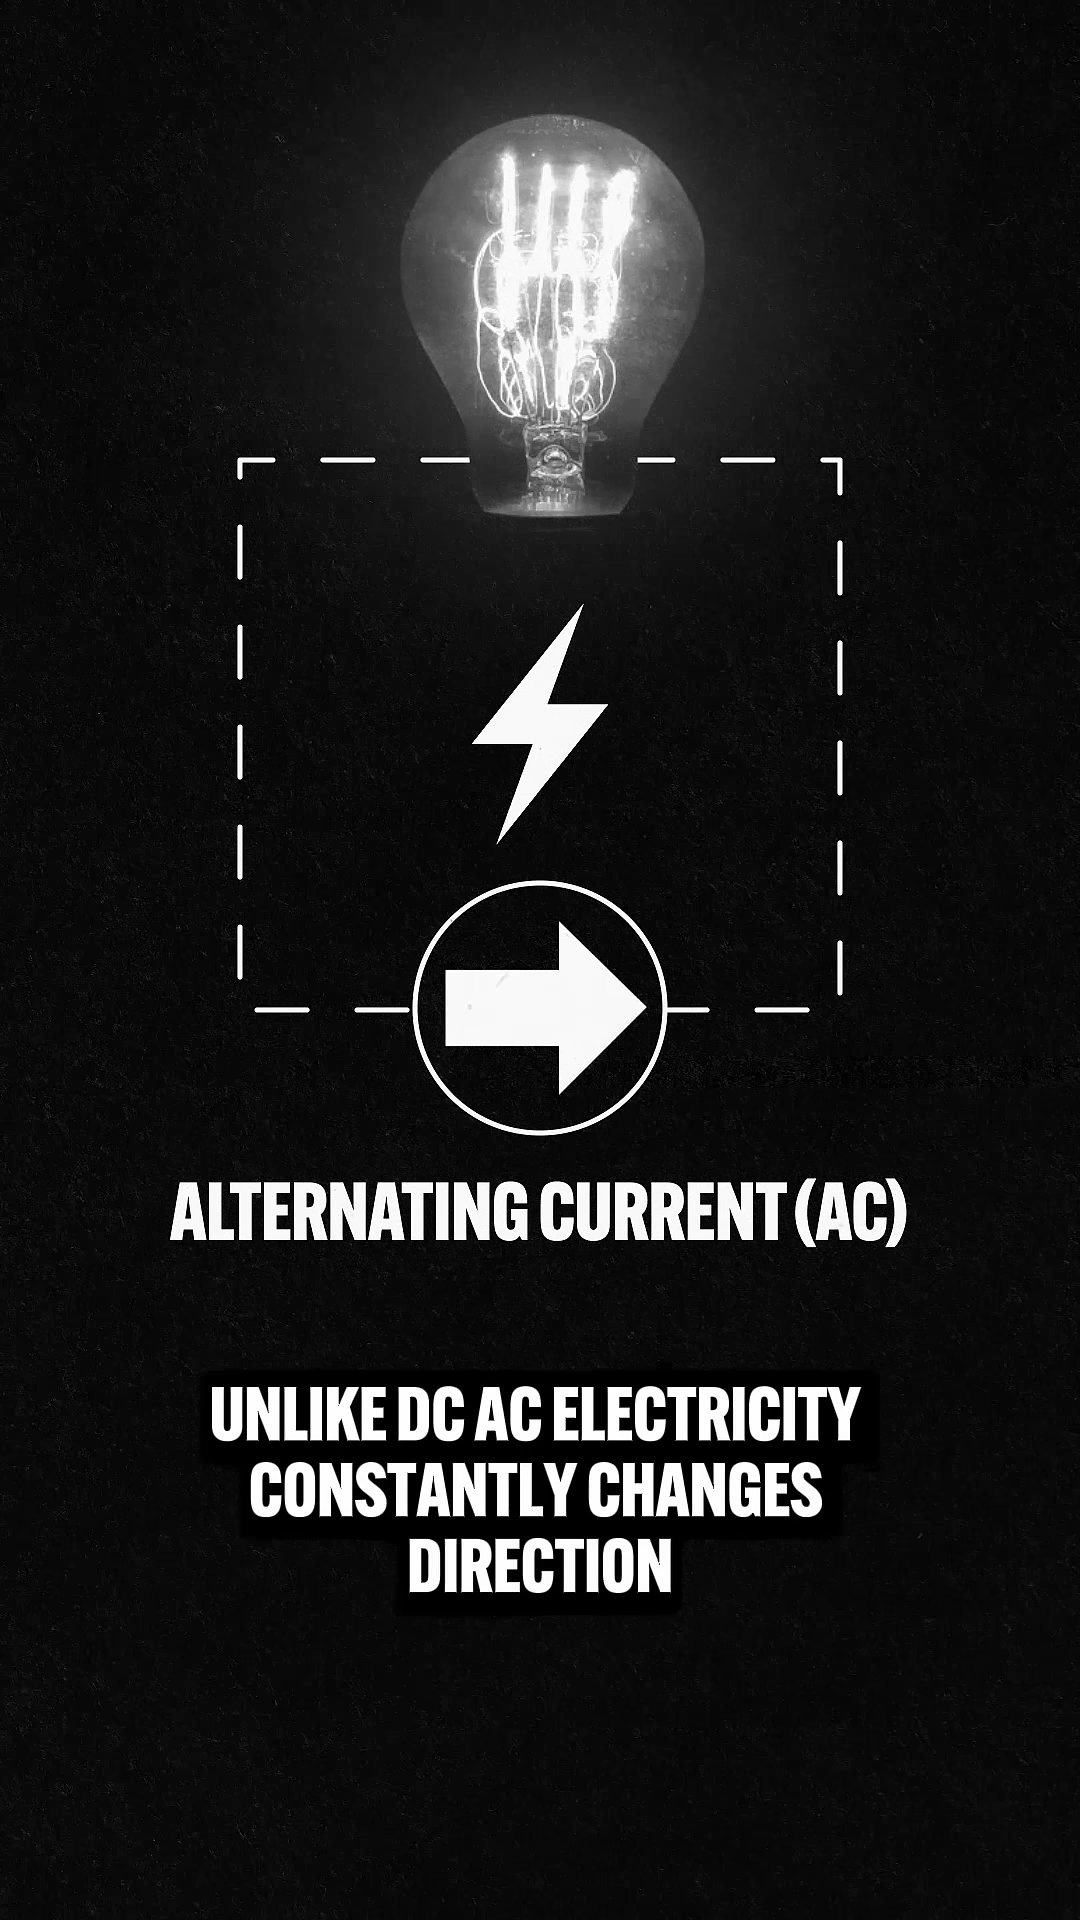 ALTERNATING CURRENT (AC)
UNLIKE DC AC ELECTRICITY
CONSTANTLY CHANGES
DIRECTION